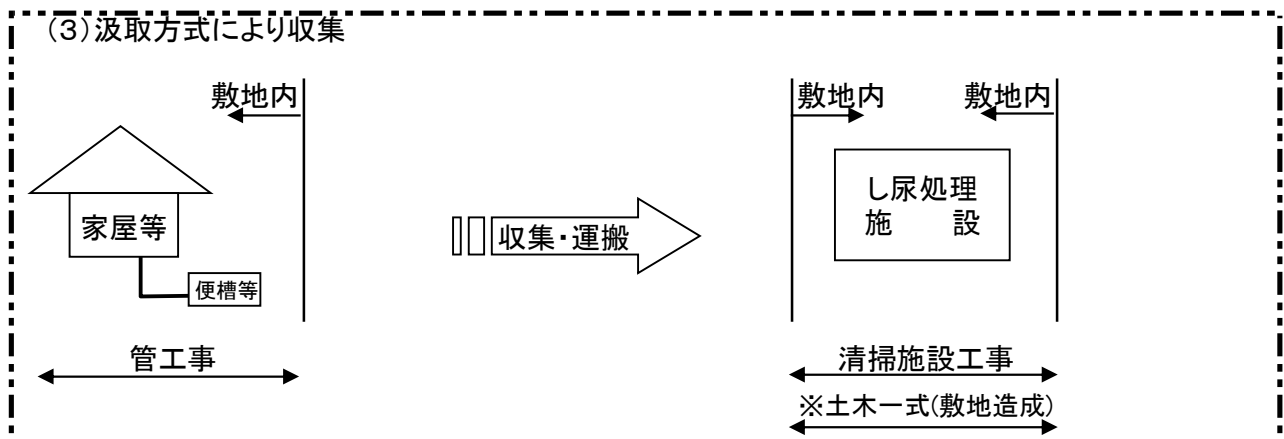 (3)汲取方式により収集
敷地内
敷地内
敷地内
家屋等
便槽等
収集・運搬
し尿処理
施　　設
管工事
清掃施設工事
※土木一式(敷地造成)